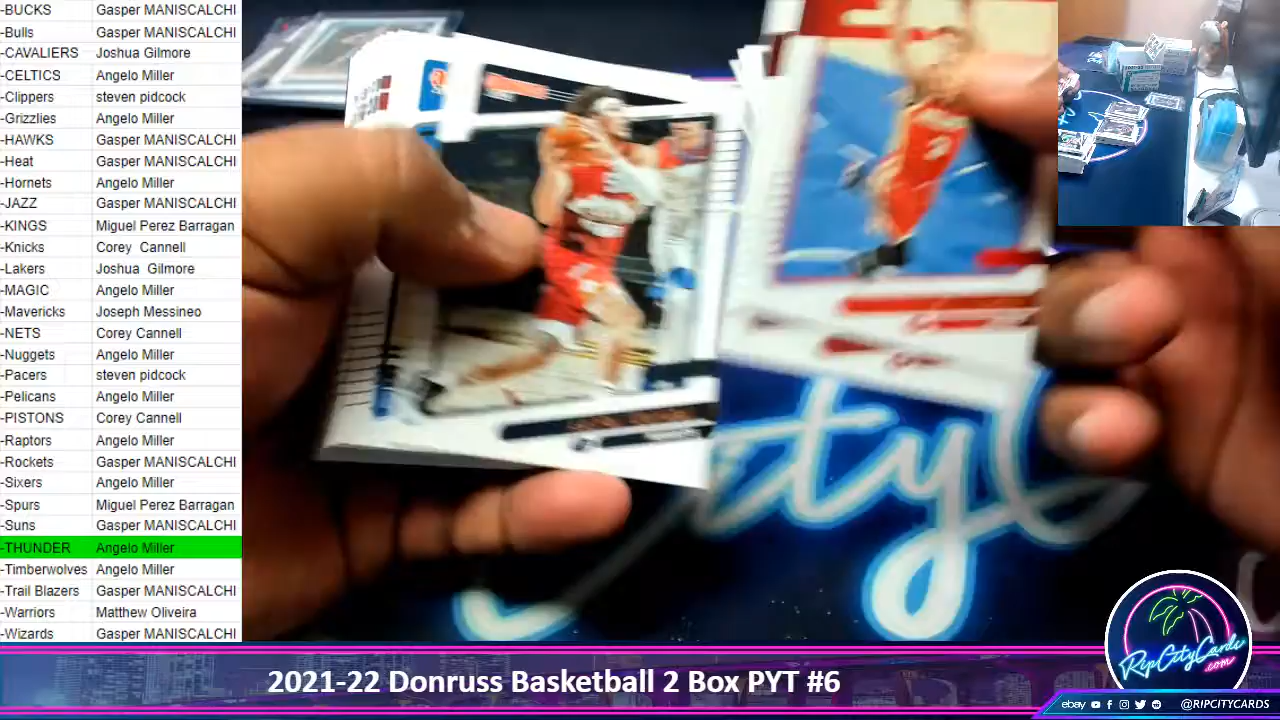 -BUCKS Gasper MANISCALCHI
-Bulls Gasper MANISCALCHI
-CAVALIERS Joshua Gilmore
-CELTICS Angelo Miller
-Clippers steven pidcock
-Grizzlies Angelo Miller
-HAWKS Gasper MANISCALCHI
-Heat Gasper MANISCALCHI
-Hornets Angelo Miller
-JAZZ Gasper MANISCALCHI
-KINGS Miguel Perez Barragan
-Knicks Corey Cannell
-Lakers Joshua Gilmore
-MAGIC Angelo Miller
-Mavericks Joseph Messineo
-NETS Corey Cannell
-Nuggets Angelo Miller
-Pacers steven pidcock
-Pelicans Angelo Miller
-PISTONS Corey Cannell
-Raptors Angelo Miller
-Rockets Gasper MANISCALCHI
-Sixers Angelo Miller
-Spurs Miguel Perez Barragan
-Suns Gasper MANISCALCHI
-THUNDER Angelo Miller
-Timberwolves Angelo Miller
-Trail Blazers Gasper MANISCALCHI
-Warriors Matthew Oliveira
-Wizards Gasper MANISCALCHI
ityC
RipCityCards
.com
2021-22 Donruss Basketball 2 Box PYT #6
ebay @RIPCITYCARDS